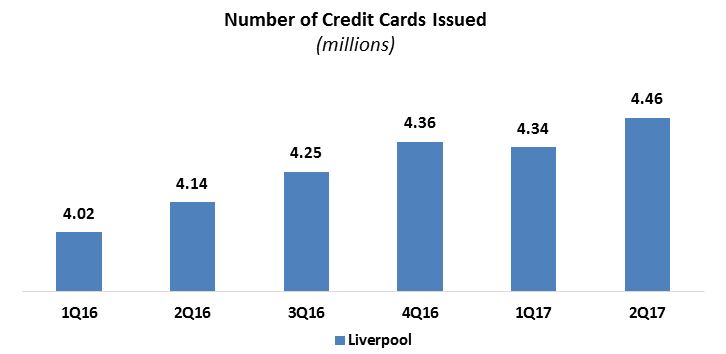 Number of Credit Cards Issued
(millions)
4.02
4.14
4.25
4.36
4.34
4.46
1Q16
2Q16
3Q16
4Q16
1Q17
2Q17
Liverpool